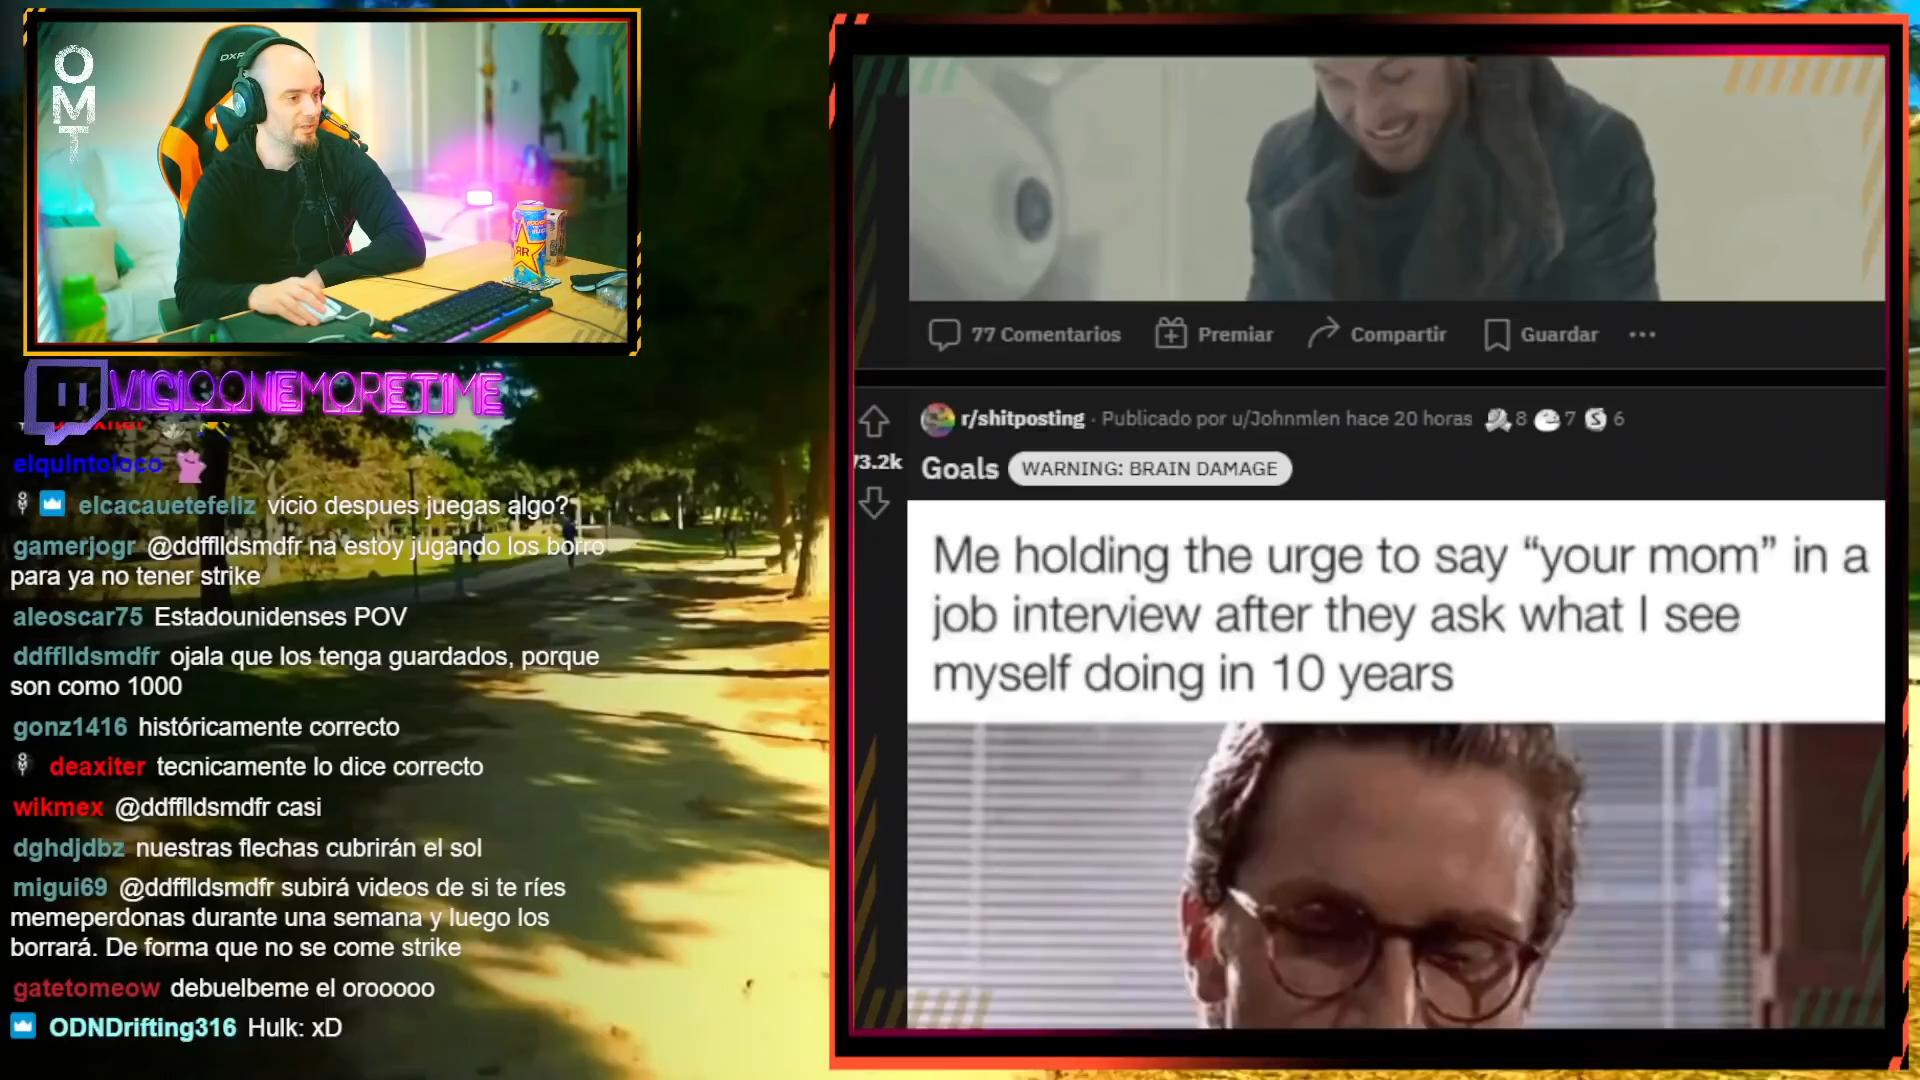 OMT
DXR
VICIOONEMORETIME
elquintoloco
elcacauetefeliz vicio despues juegas algo?
gamerjogr @ddfflldsmdfr na estoy jugando los borro
para ya no tener strike
aleoscar75 Estadounidenses POV
ddfflldsmdfr ojala que los tenga guardados, porque
son como 1000
gonz1416 históricamente correcto
deaxiter tecnicamente lo dice correcto
wikmex @ddfflldsmdfr casi
dghdjdbz nuestras flechas cubrirán el sol
migui69 @ddfflldsmdfr subirá videos de si te ríes
memeperdonas durante una semana y luego los
borrará. De forma que no se come strike
gatetomeow debuelbeme el orooooo
ODNDrifting316 Hulk: xD
77 Comentarios Premiar Compartir Guardar ...
r/shitposting · Publicado por u/Johnmlen hace 20 horas 8 7 6
73.2k
Goals WARNING: BRAIN DAMAGE
Me holding the urge to say “your mom” in a
job interview after they ask what I see
myself doing in 10 years